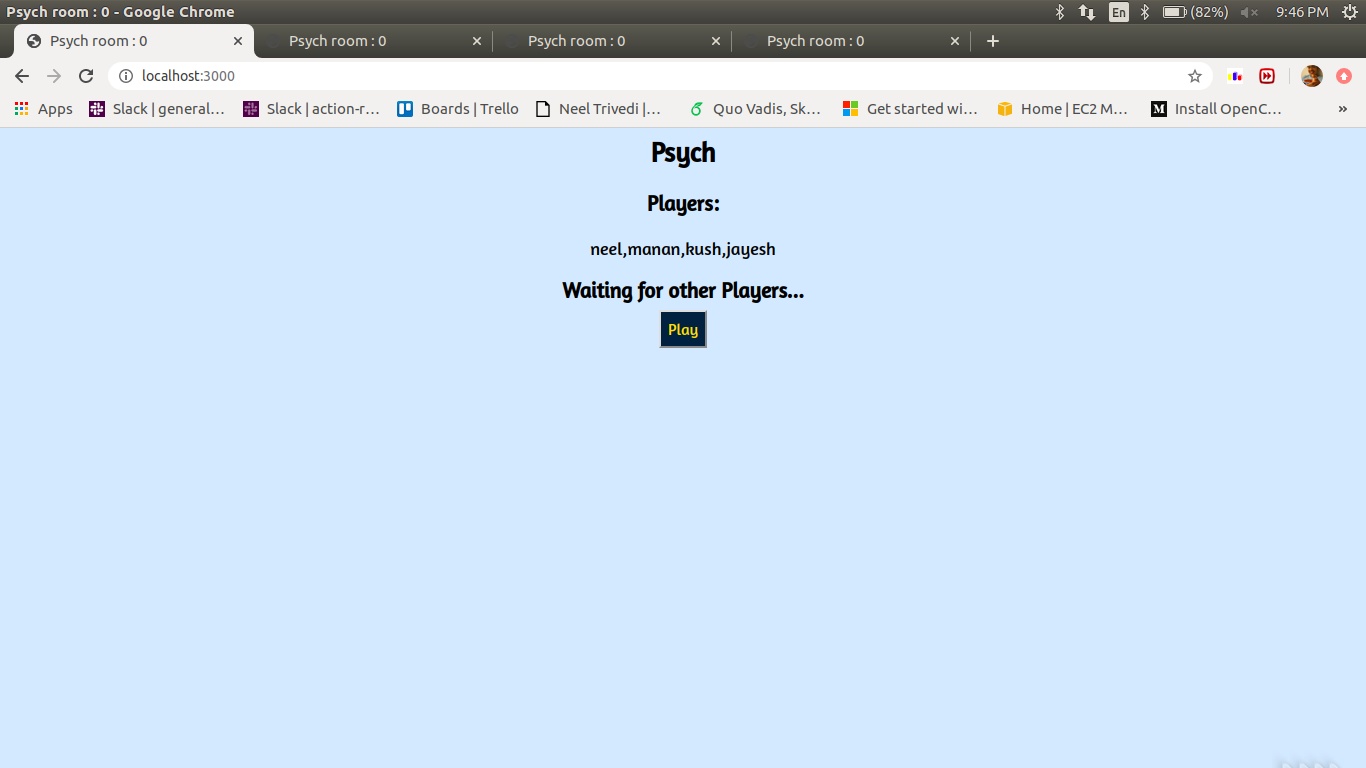 Psych room : 0 - Google Chrome
En
(82%)
9:46 PM
Psych room : 0
Psych room : 0
Psych room : 0
Psych room : 0
localhost:3000
Apps
Slack | general...
Slack | action-r...
Boards | Trello
Neel Trivedi |...
Quo Vadis, Sk...
Get started wi...
Home | EC2 M...
M
Install OpenC...
»
Psych
Players:
neel,manan,kush,jayesh
Waiting for other Players...
Play